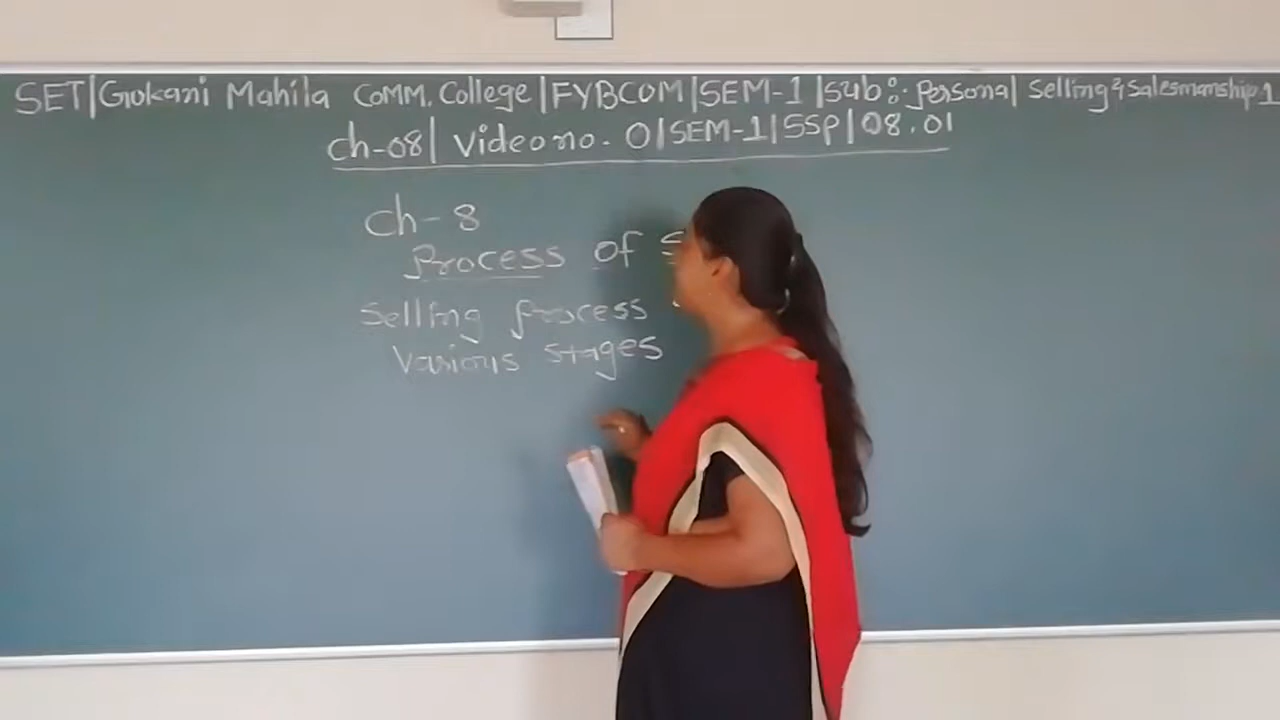 SET|Gokani Mahila COMM. College|FYBCOM|SEM-1|Sub:-Personal Selling & Salesmanship 1
Ch-08| Video no. 01|SEM-1|SSP|08.01
Ch-8
Process of S
Selling process
Various stages